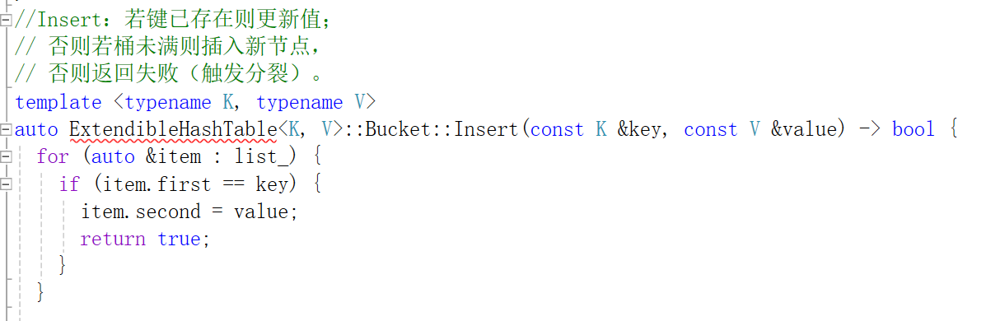 //Insert：若键已存在则更新值；
// 否则若桶未满则插入新节点，
// 否则返回失败（触发分裂）。
template <typename K, typename V>
auto ExtendibleHashTable<K, V>::Bucket::Insert(const K &key, const V &value) -> bool {
  for (auto &item : list_) {
    if (item.first == key) {
      item.second = value;
      return true;
    }
  }